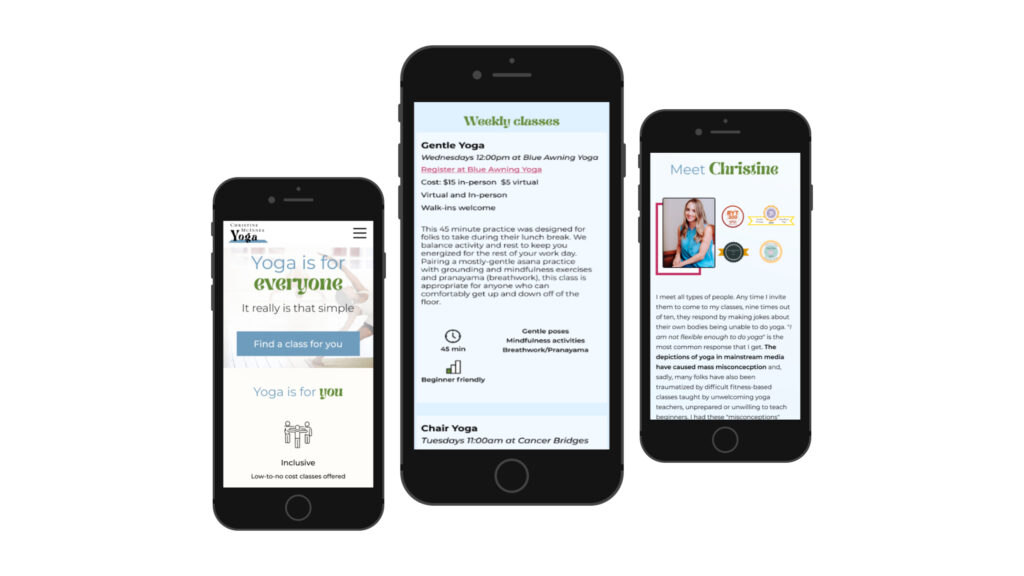 CHRISTINE
MCINNES
Yoga
Yoga is for
everyone
It really is that simple
Find a class for you
Yoga is for you
Inclusive
Low-to-no cost classes offered
Weekly classes
Gentle Yoga
Wednesdays 12:00pm at Blue Awning Yoga
Register at Blue Awning Yoga
Cost: $15 in-person $5 virtual
Virtual and In-person
Walk-ins welcome
This 45 minute practice was designed for
folks to take during their lunch break. We
balance activity and rest to keep you
energized for the rest of your work day.
Pairing a mostly-gentle asana practice
with grounding and mindfulness exercises
and pranayama (breathwork), this class is
appropriate for anyone who can
comfortably get up and down off of the
floor.
45 min
Gentle poses
Mindfulness activities
Breathwork/Pranayama
Beginner friendly
Chair Yoga
Tuesdays 11:00am at Cancer Bridges
Meet Christine
RYT
200
I meet all types of people. Any time I invite
them to come to my classes, nine times out
of ten, they respond by making jokes about
their own bodies being unable to do yoga. "I
am not flexible enough to do yoga" is the
most common response that I get. The
depictions of yoga in mainstream media
have caused mass misconcecption and,
sadly, many folks have also been
traumatized by difficult fitness-based
classes taught by unwelcoming yoga
teachers, unprepared or unwilling to teach
beginners. I had these "misconceptions"